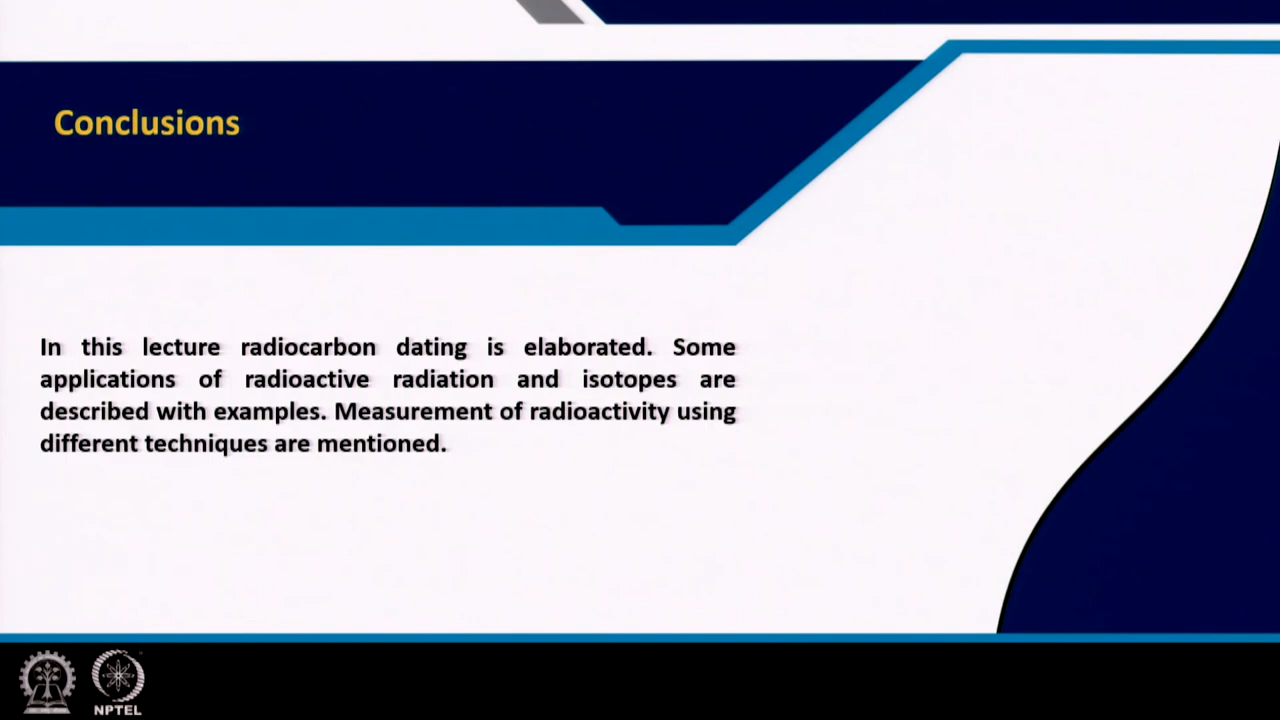 Conclusions
In this lecture radiocarbon dating is elaborated. Some
applications of radioactive radiation and isotopes are
described with examples. Measurement of radioactivity using
different techniques are mentioned.
NPTEL